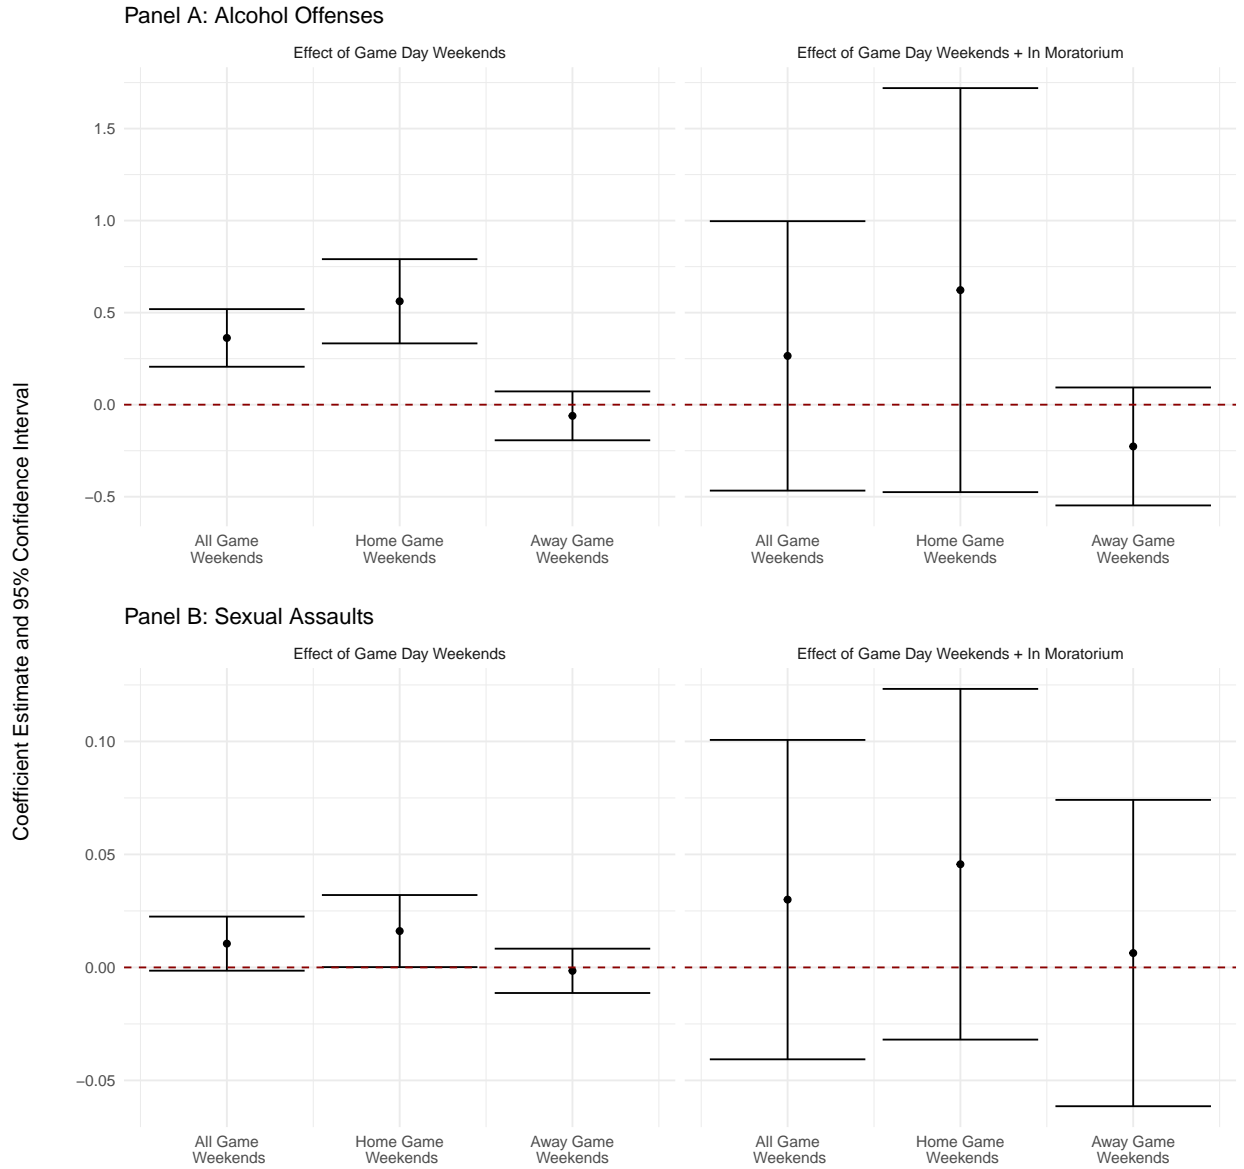 Panel A: Alcohol Offenses
Effect of Game Day Weekends
Effect of Game Day Weekends + In Moratorium
1.5
1.0
0.5
0.0
−0.5
All Game
Weekends
Home Game
Weekends
Away Game
Weekends
All Game
Weekends
Home Game
Weekends
Away Game
Weekends
Coefficient Estimate and 95% Confidence Interval
Panel B: Sexual Assaults
Effect of Game Day Weekends
Effect of Game Day Weekends + In Moratorium
0.10
0.05
0.00
−0.05
All Game
Weekends
Home Game
Weekends
Away Game
Weekends
All Game
Weekends
Home Game
Weekends
Away Game
Weekends